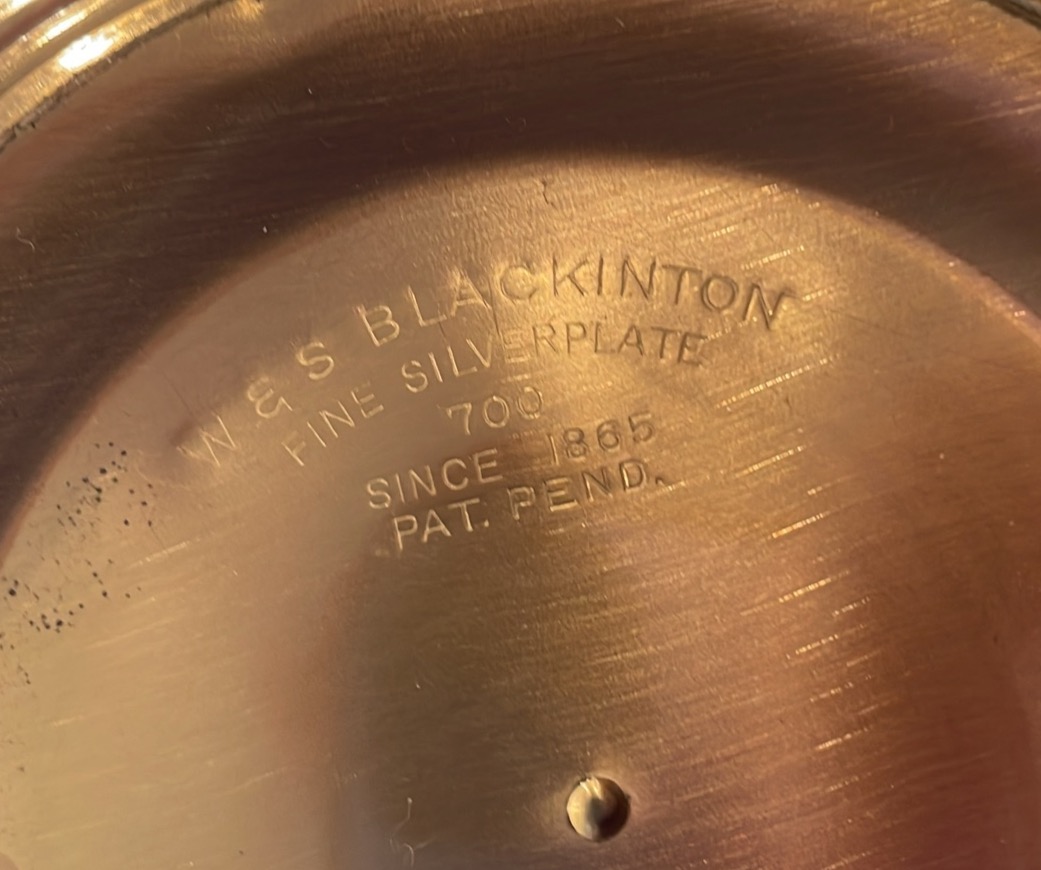 W & S BLACKINTON
FINE SILVERPLATE
700
SINCE 1865
PAT. PEND.